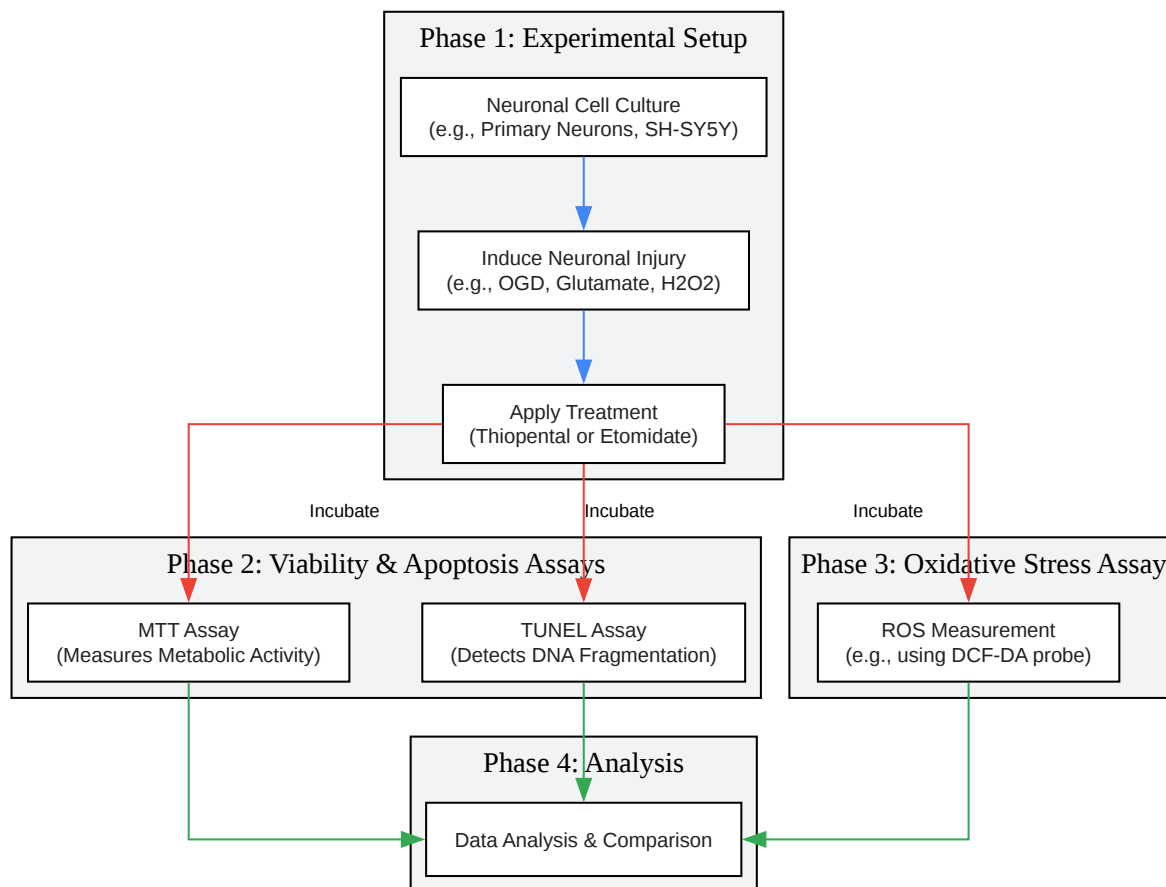 Phase 1: Experimental Setup
Neuronal Cell Culture
(e.g., Primary Neurons, SH-SY5Y)
Induce Neuronal Injury
(e.g., OGD, Glutamate, H2O2)
Apply Treatment
(Thiopental or Etomidate)
Incubate
Incubate
Incubate
Phase 2: Viability & Apoptosis Assays
Phase 3: Oxidative Stress Assay
MTT Assay
(Measures Metabolic Activity)
TUNEL Assay
(Detects DNA Fragmentation)
ROS Measurement
(e.g., using DCF-DA probe)
Phase 4: Analysis
Data Analysis & Comparison